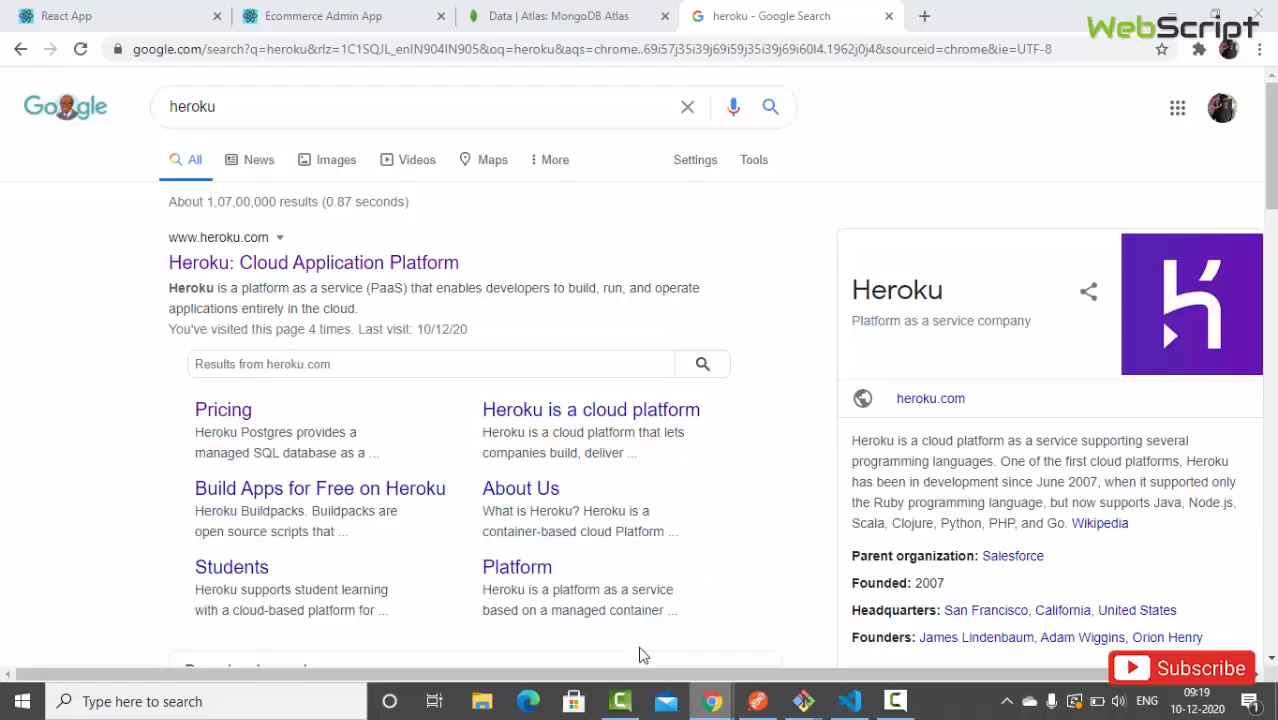 React App
Ecommerce Admin App
Data | Atlas: MongoDB Atlas
heroku - Google Search
WebScript
google.com/search?q=heroku&rlz=1C1SQJL_enIN904IN905&oq=heroku&aqs=chrome..69i57j35i39j69i59j35i39j69i60l4.1962j0j4&sourceid=chrome&ie=UTF-8
Google
heroku
All
News
Images
Videos
Maps
More
Settings
Tools
About 1,07,00,000 results (0.87 seconds)
www.heroku.com
Heroku: Cloud Application Platform
Heroku is a platform as a service (PaaS) that enables developers to build, run, and operate
applications entirely in the cloud.
You've visited this page 4 times. Last visit: 10/12/20
Results from heroku.com
Pricing
Heroku Postgres provides a
managed SQL database as a ...
Heroku is a cloud platform
Heroku is a cloud platform that lets
companies build, deliver ...
Build Apps for Free on Heroku
Heroku Buildpacks. Buildpacks are
open source scripts that ...
About Us
What is Heroku? Heroku is a
container-based cloud Platform ...
Students
Heroku supports student learning
with a cloud-based platform for ...
Platform
Heroku is a platform as a service
based on a managed container ...
Heroku
Platform as a service company
heroku.com
Heroku is a cloud platform as a service supporting several
programming languages. One of the first cloud platforms, Heroku
has been in development since June 2007, when it supported only
the Ruby programming language, but now supports Java, Node.js,
Scala, Clojure, Python, PHP, and Go. Wikipedia
Parent organization: Salesforce
Founded: 2007
Headquarters: San Francisco, California, United States
Founders: James Lindenbaum, Adam Wiggins, Orion Henry
Subscribe
Type here to search
ENG
09:19
10-12-2020